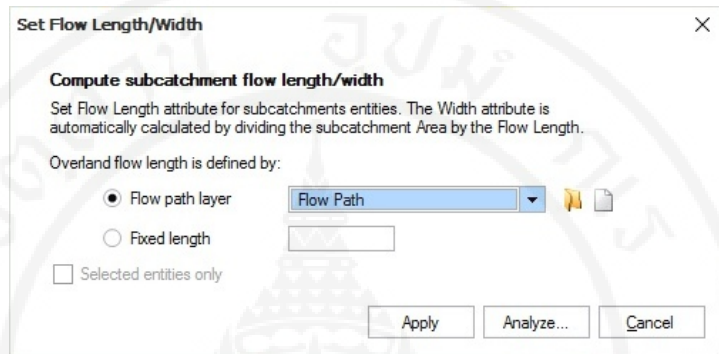 Set Flow Length/Width
Compute subcatchment flow length/width
Set Flow Length attribute for subcatchments entities. The Width attribute is
automatically calculated by dividing the subcatchment Area by the Flow Length.
Overland flow length is defined by:
Flow path layer
Flow Path
Fixed length
Selected entities only
Apply
Analyze...
Cancel